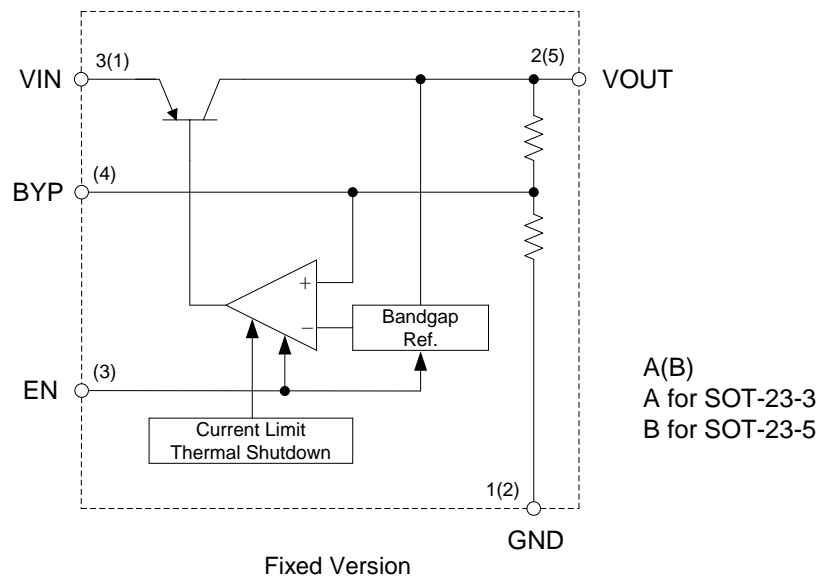 3(1)
2(5)
VIN
VOUT
(4)
BYP
+
−
Bandgap
Ref.
(3)
EN
A(B)
A for SOT-23-3
B for SOT-23-5
Current Limit
Thermal Shutdown
1(2)
GND
Fixed Version